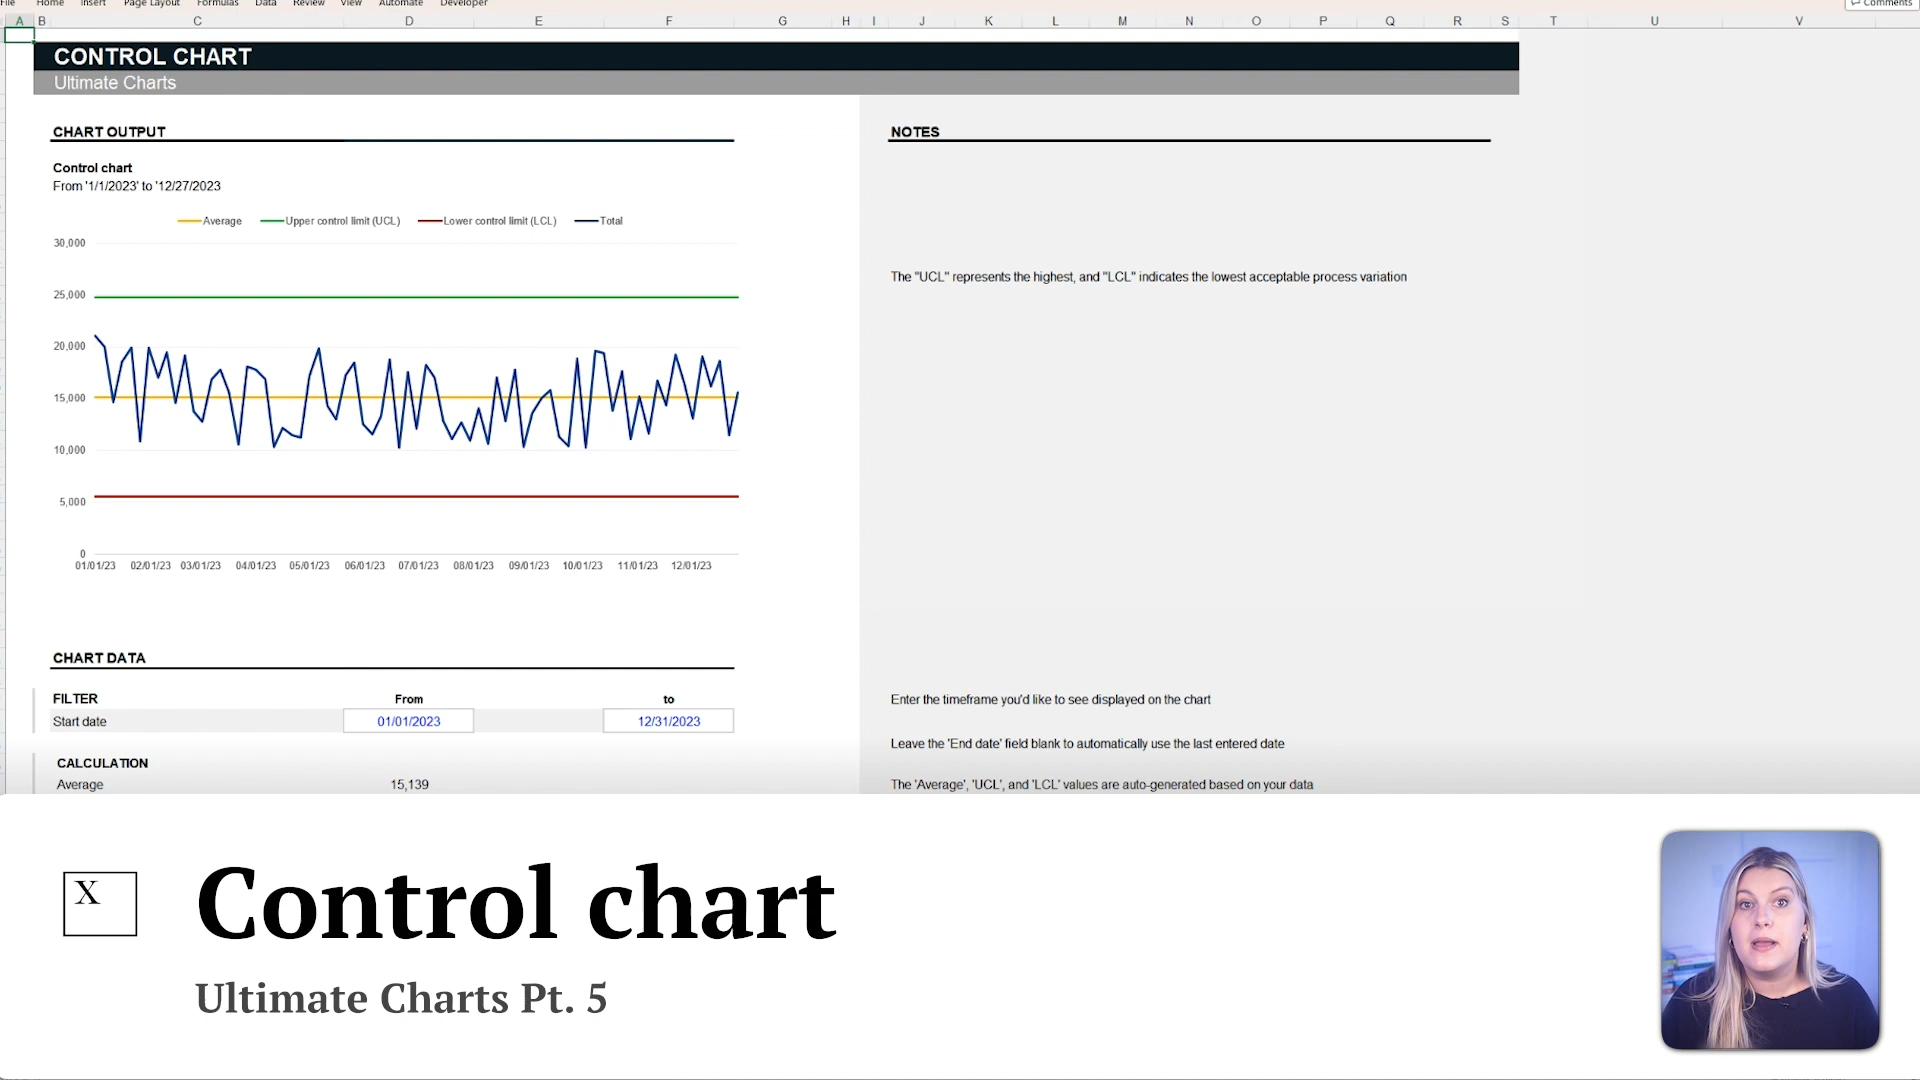 File Home Insert Page Layout Formulas Data Review View Automate Developer Comments
A B C D E F G H I J K L M N O P Q R S T U V
CONTROL CHART
Ultimate Charts
CHART OUTPUT
NOTES
Control chart
From '1/1/2023' to '12/27/2023
Average Upper control limit (UCL) Lower control limit (LCL) Total
30,000
The "UCL" represents the highest, and "LCL" indicates the lowest acceptable process variation
25,000
20,000
15,000
10,000
5,000
0
01/01/23 02/01/23 03/01/23 04/01/23 05/01/23 06/01/23 07/01/23 08/01/23 09/01/23 10/01/23 11/01/23 12/01/23
CHART DATA
FILTER From to
Enter the timeframe you'd like to see displayed on the chart
Start date 01/01/2023 12/31/2023
Leave the 'End date' field blank to automatically use the last entered date
CALCULATION
Average 15,139
The 'Average', 'UCL', and 'LCL' values are auto-generated based on your data
X
Control chart
Ultimate Charts Pt. 5